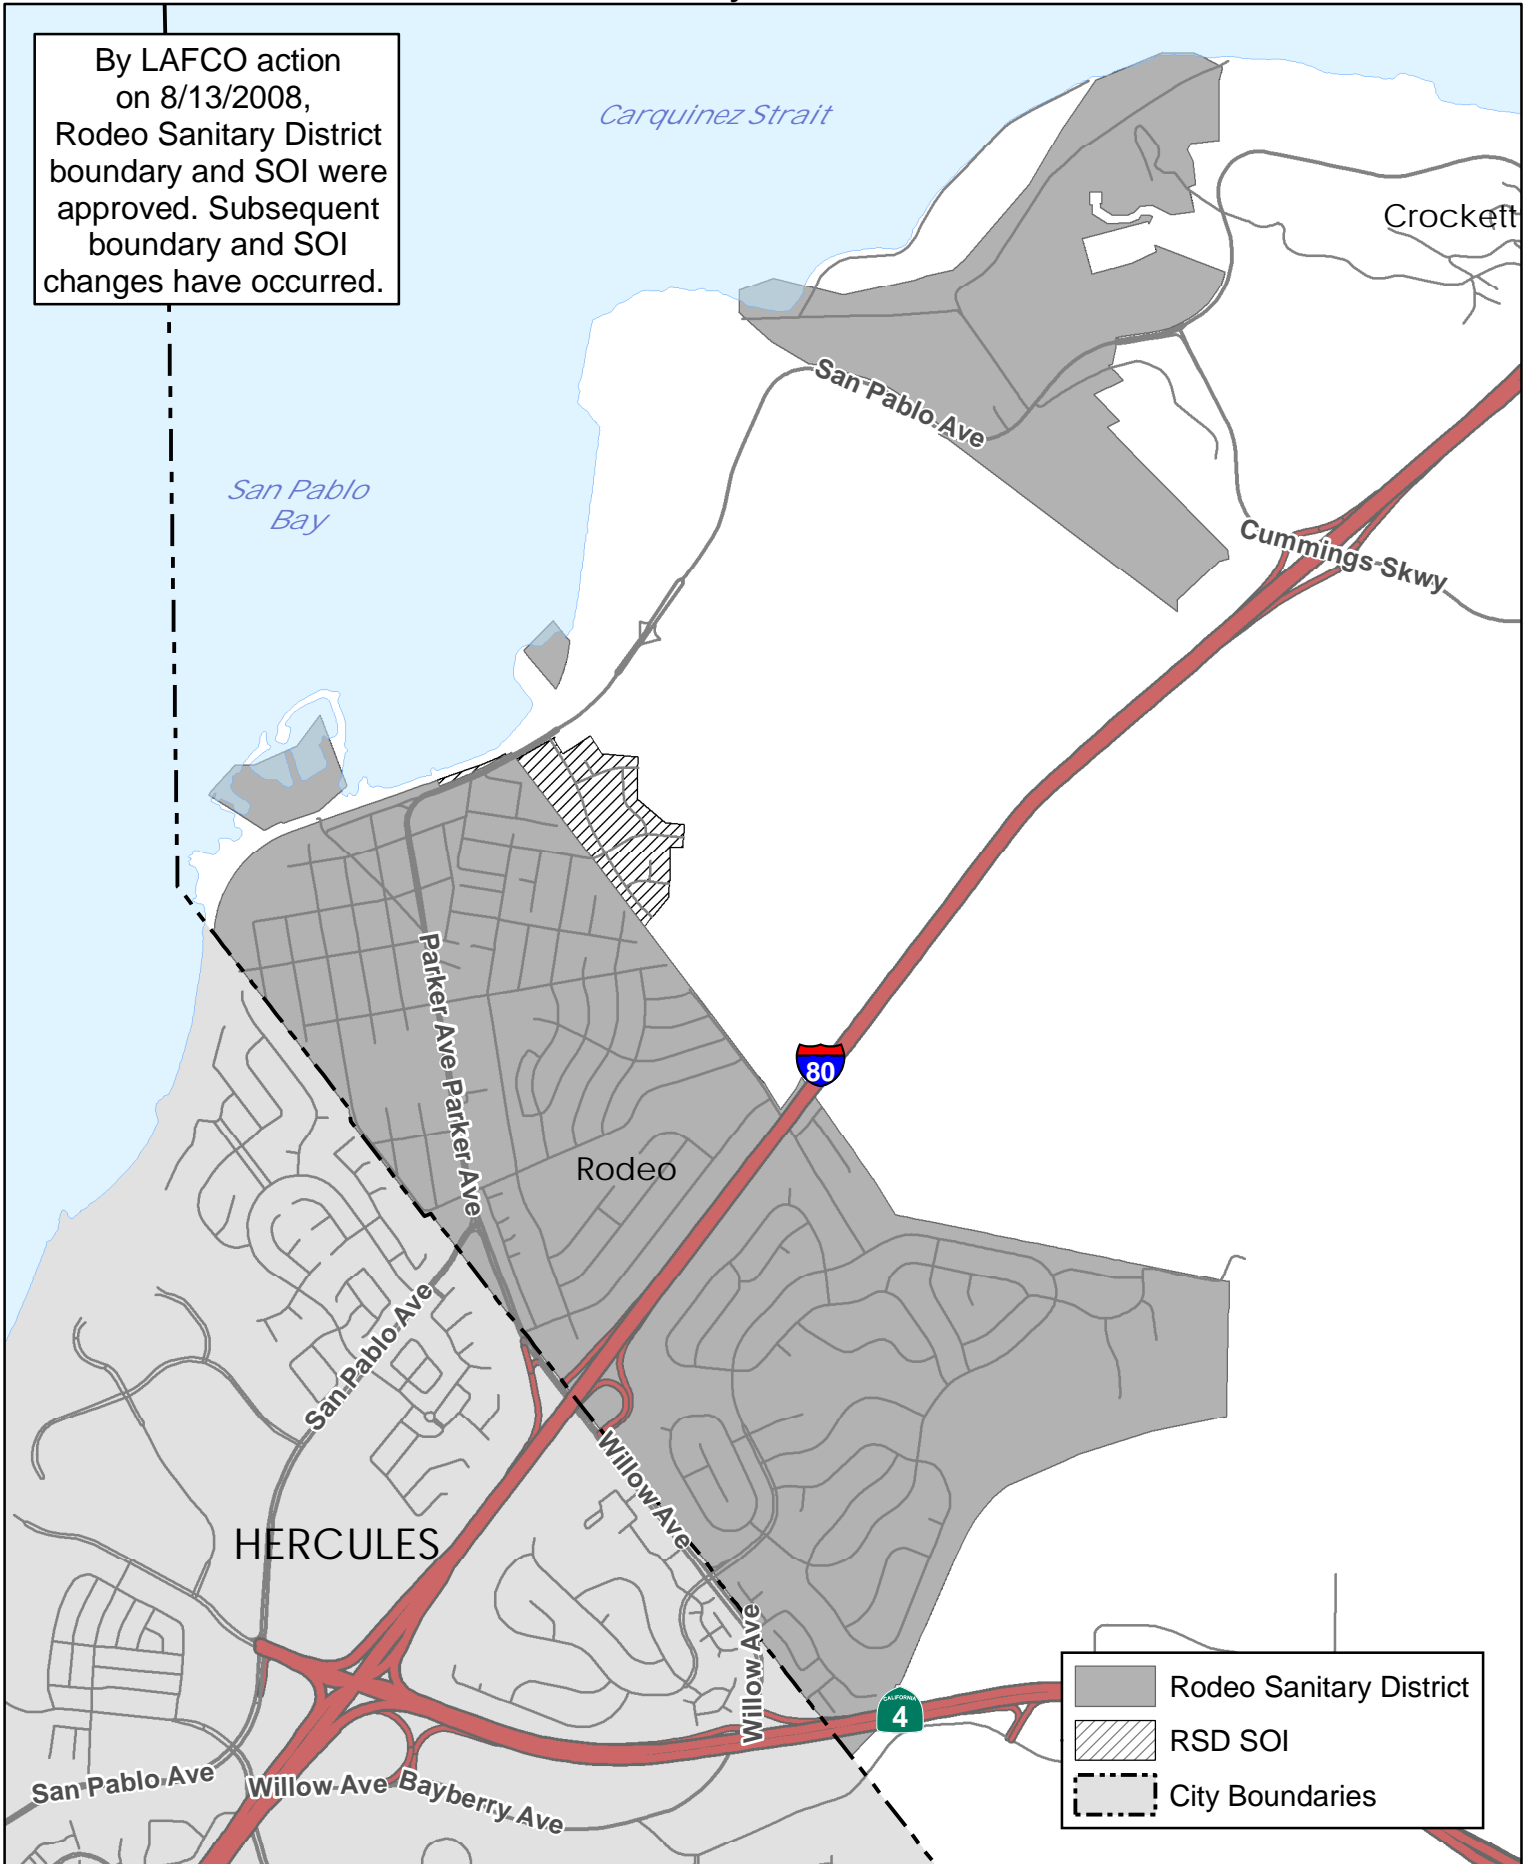 By LAFCO action
on 8/13/2008,
Rodeo Sanitary District
boundary and SOI were
approved. Subsequent
boundary and SOI
changes have occurred.
Carquinez Strait
Crockett
San Pablo Ave
San Pablo
Bay
Cummings Skwy
Parker Ave
Parker Ave
80
Rodeo
San Pablo Ave
Willow Ave
HERCULES
Willow Ave
CALIFORNIA
4
San Pablo Ave
Willow Ave
Bayberry Ave
Rodeo Sanitary District
RSD SOI
City Boundaries